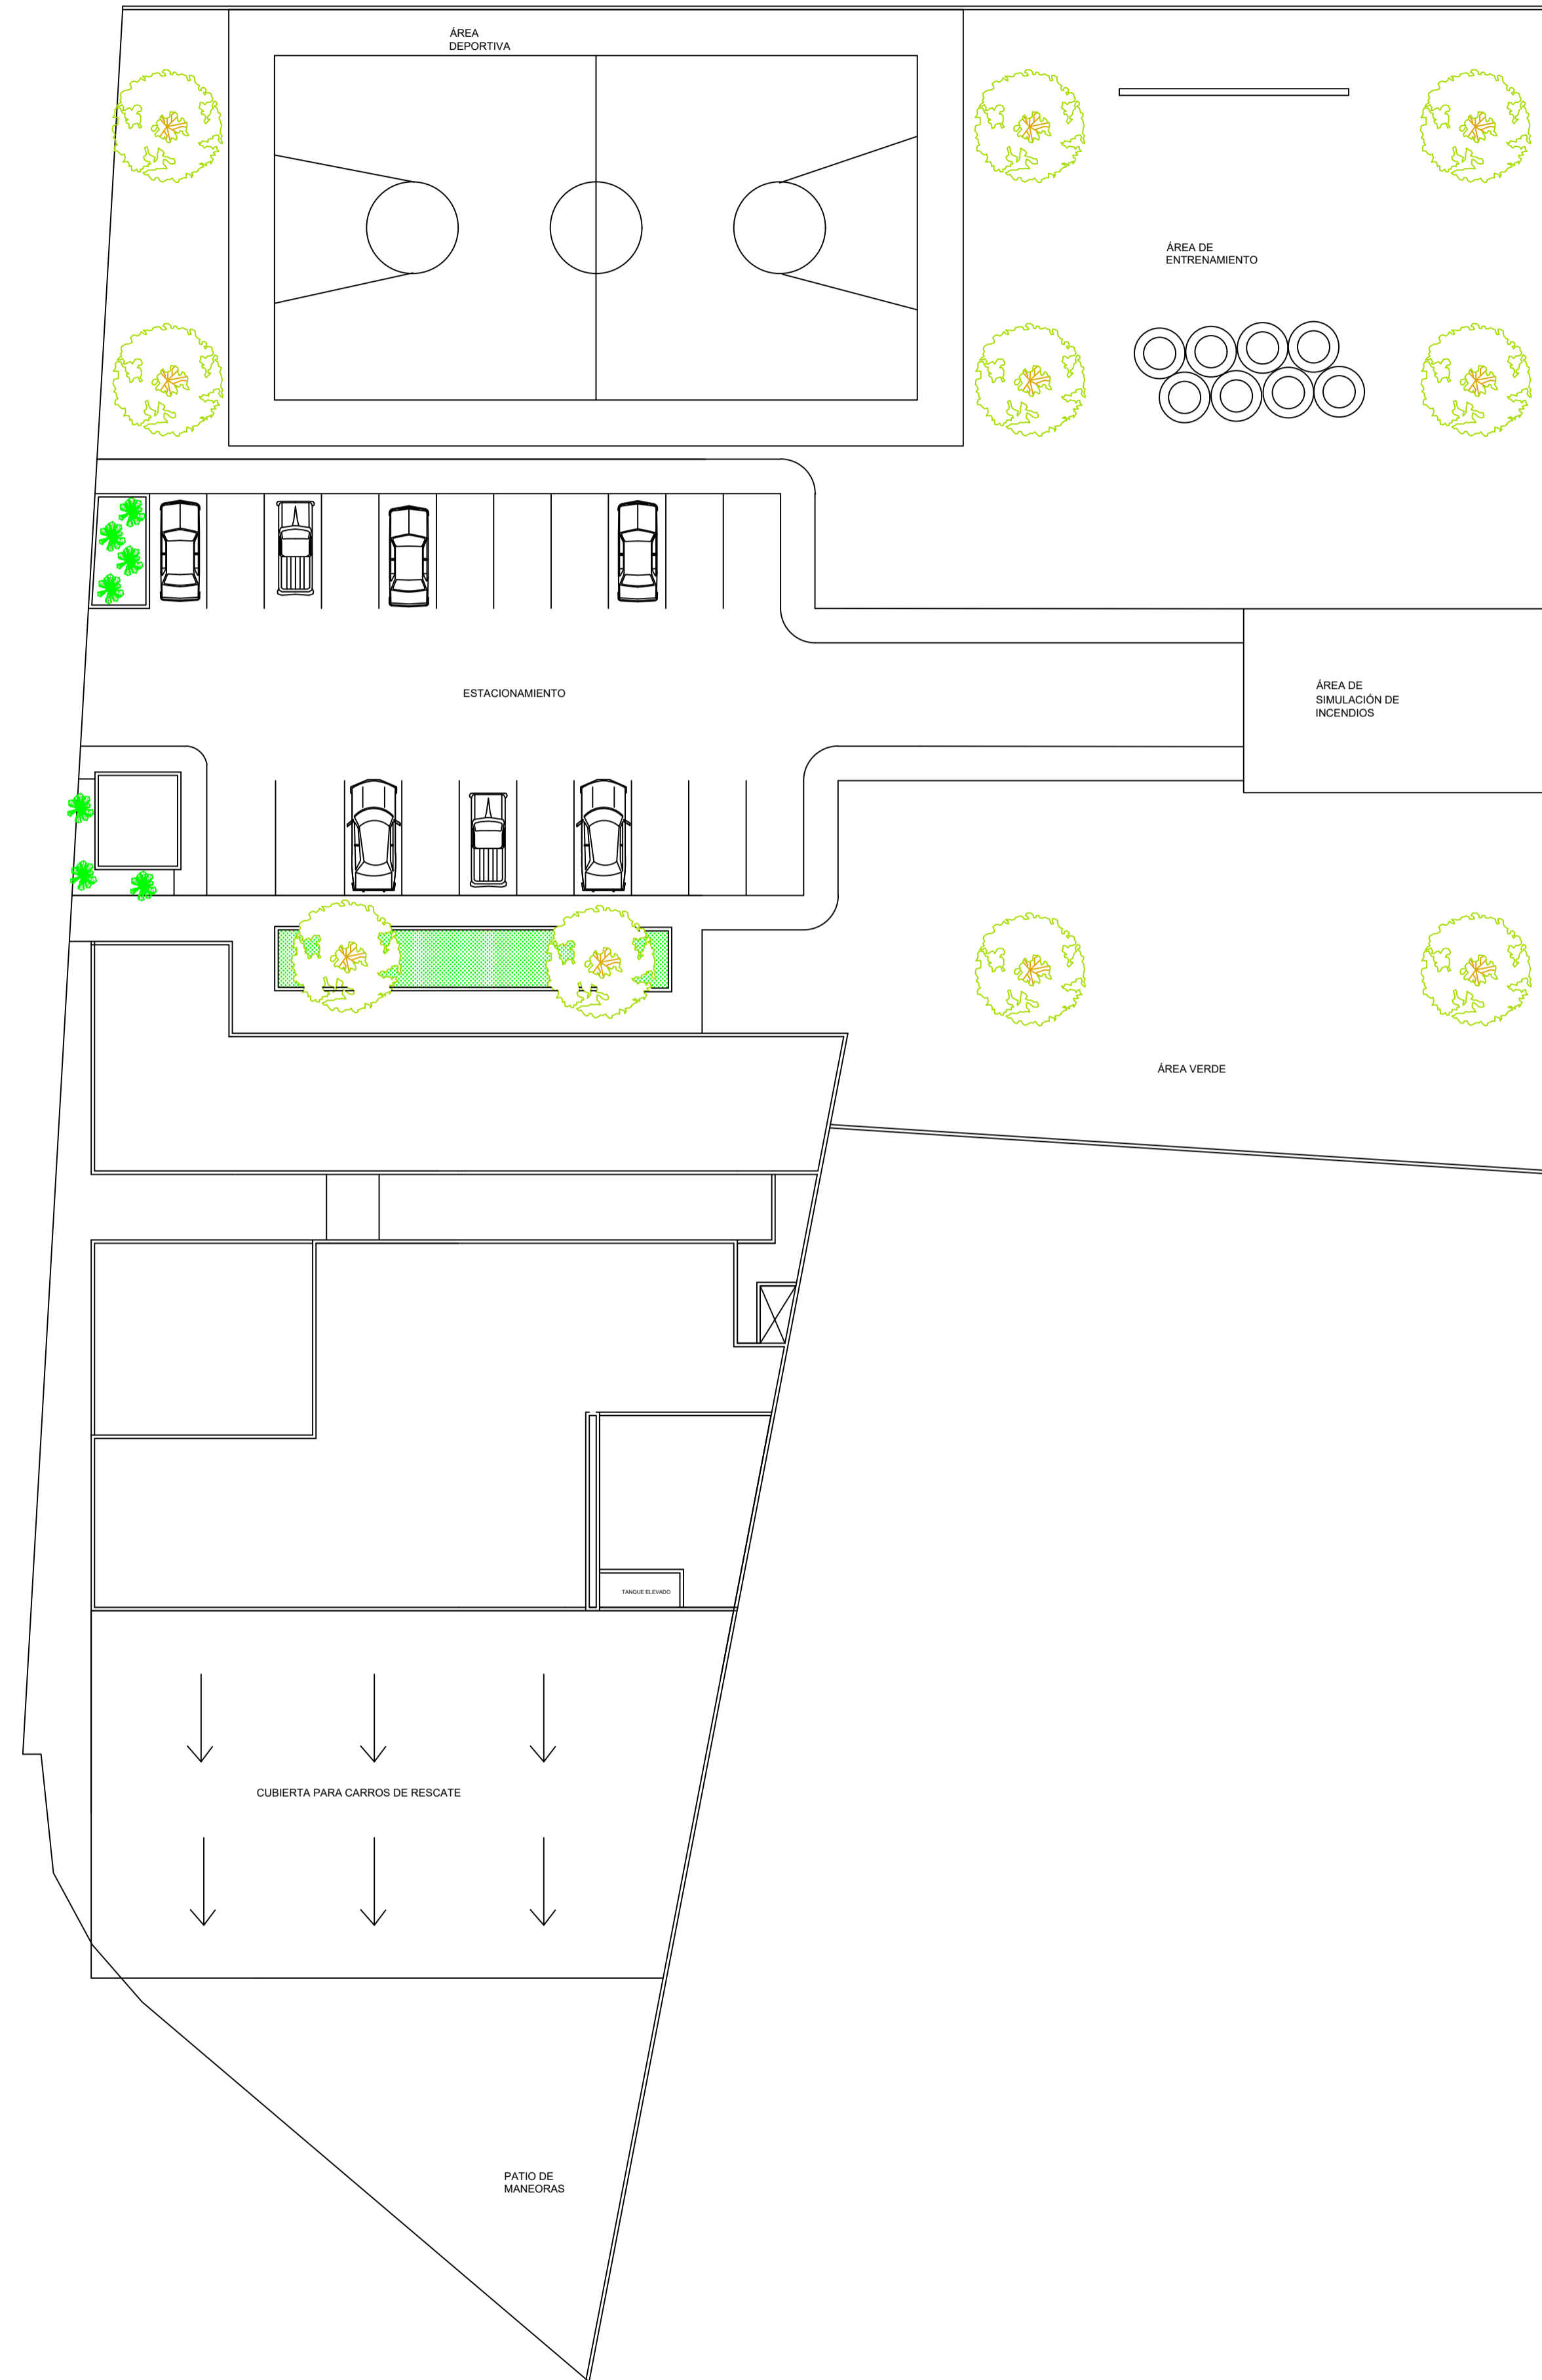 ÁREA
DEPORTIVA
ÁREA DE
ENTRENAMIENTO
ESTACIONAMIENTO
ÁREA DE
SIMULACIÓN DE
INCENDIOS
ÁREA VERDE
TANQUE ELEVADO
CUBIERTA PARA CARROS DE RESCATE
PATIO DE
MANEORAS